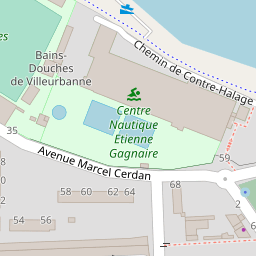 Chemin de Contre-Halage
Bains-
Douches
de Villeurbanne
Centre
Nautique
Etienne
Gagnaire
35
Avenue Marcel Cerdan
59
58
60
62
64
54
68
2
4